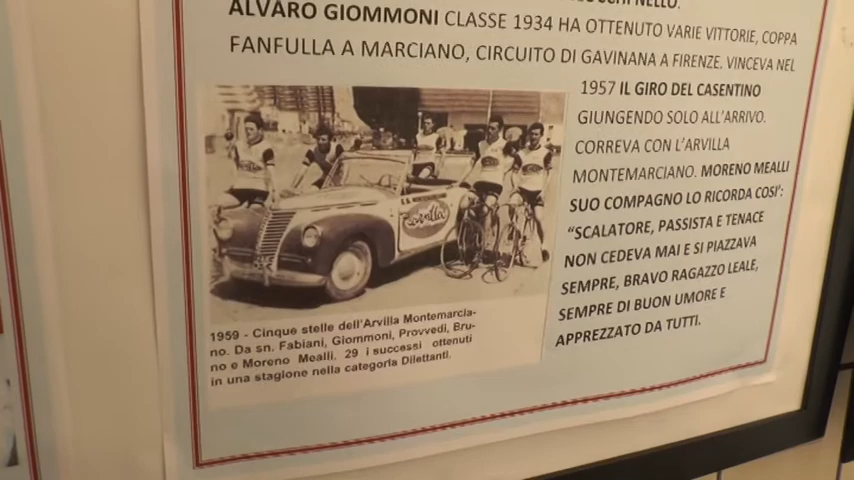 ALVARO GIOMMONI CLASSE 1934 HA OTTENUTO VARIE VITTORIE, COPPA
FANFULLA A MARCIANO, CIRCUITO DI GAVINANA A FIRENZE. VINCEVA NEL
1957 IL GIRO DEL CASENTINO
GIUNGENDO SOLO ALL'ARRIVO.
CORREVA CON L'ARVILLA
MONTEMARCIANO. MORENO MEALLI
SUO COMPAGNO LO RICORDA COSI':
"SCALATORE, PASSISTA E TENACE
NON CEDEVA MAI E SI PIAZZAVA
SEMPRE, BRAVO RAGAZZO LEALE,
SEMPRE DI BUON UMORE E
APPREZZATO DA TUTTI.
arvilla
1959 - Cinque stelle dell'Arvilla Montemarcia-
no. Da sn. Fabiani, Giommoni, Provvedi, Bru-
no e Moreno Mealli. 29 i successi ottenuti
in una stagione nella categoria Dilettanti.